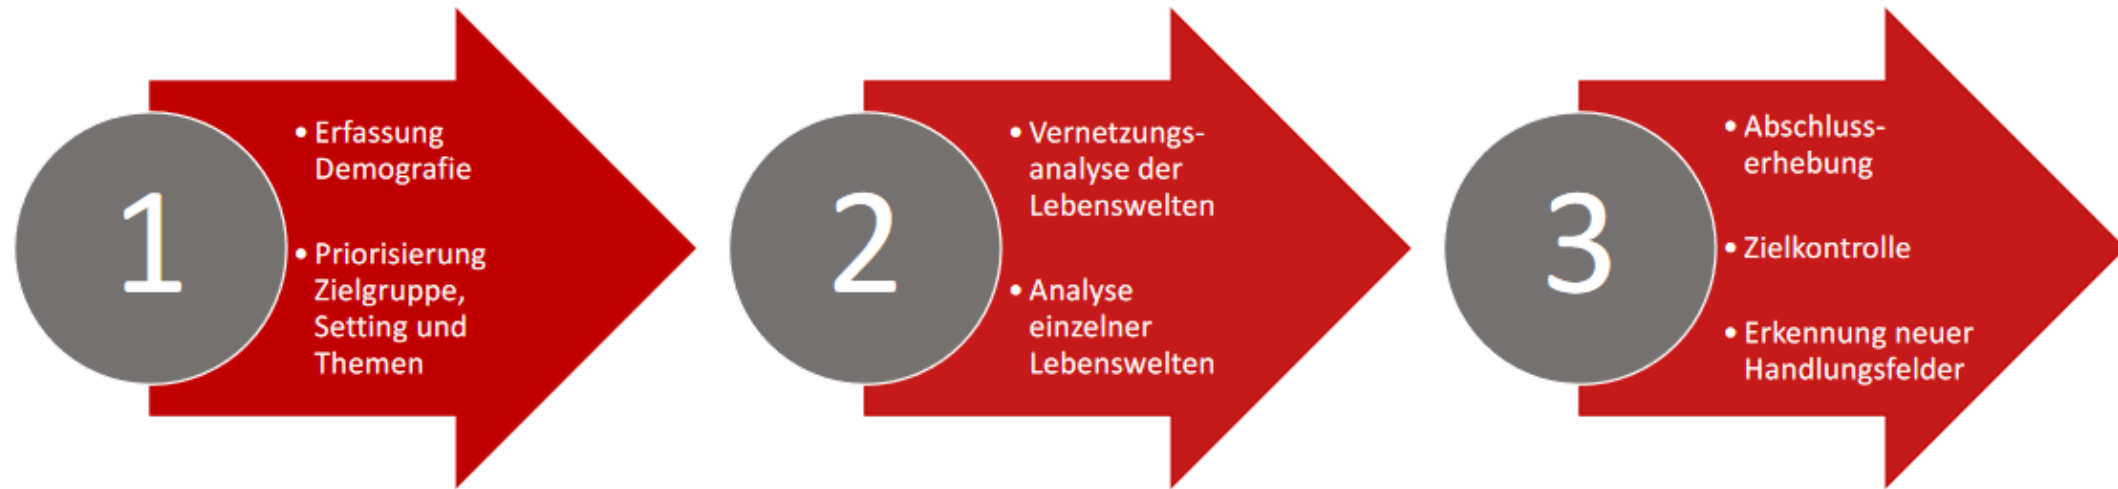 1
• Erfassung
Demografie
• Priorisierung
Zielgruppe,
Setting und
Themen
2
• Vernetzungs-
analyse der
Lebenswelten
• Analyse
einzelner
Lebenswelten
3
• Abschluss-
erhebung
• Zielkontrolle
• Erkennung neuer
Handlungsfelder